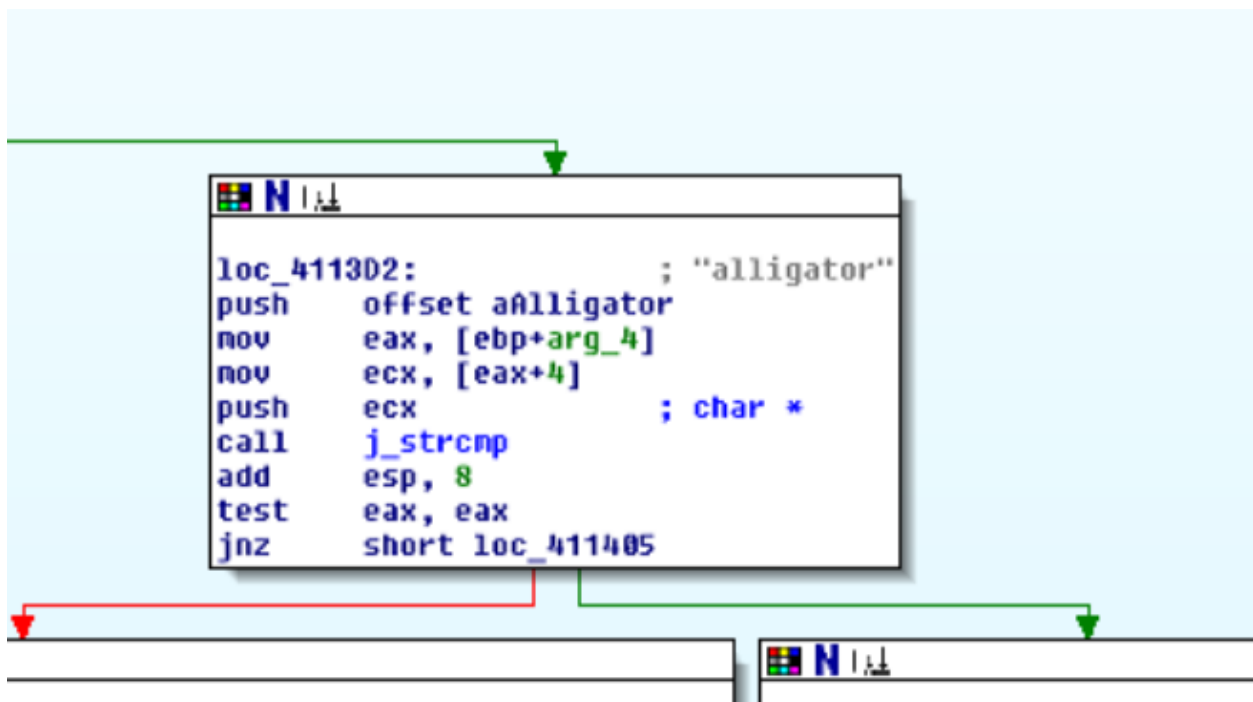 N
loc_4113D2: ; "alligator"
push offset aAlligator
mov eax, [ebp+arg_4]
mov ecx, [eax+4]
push ecx ; char *
call j_strcmp
add esp, 8
test eax, eax
jnz short loc_411405
N